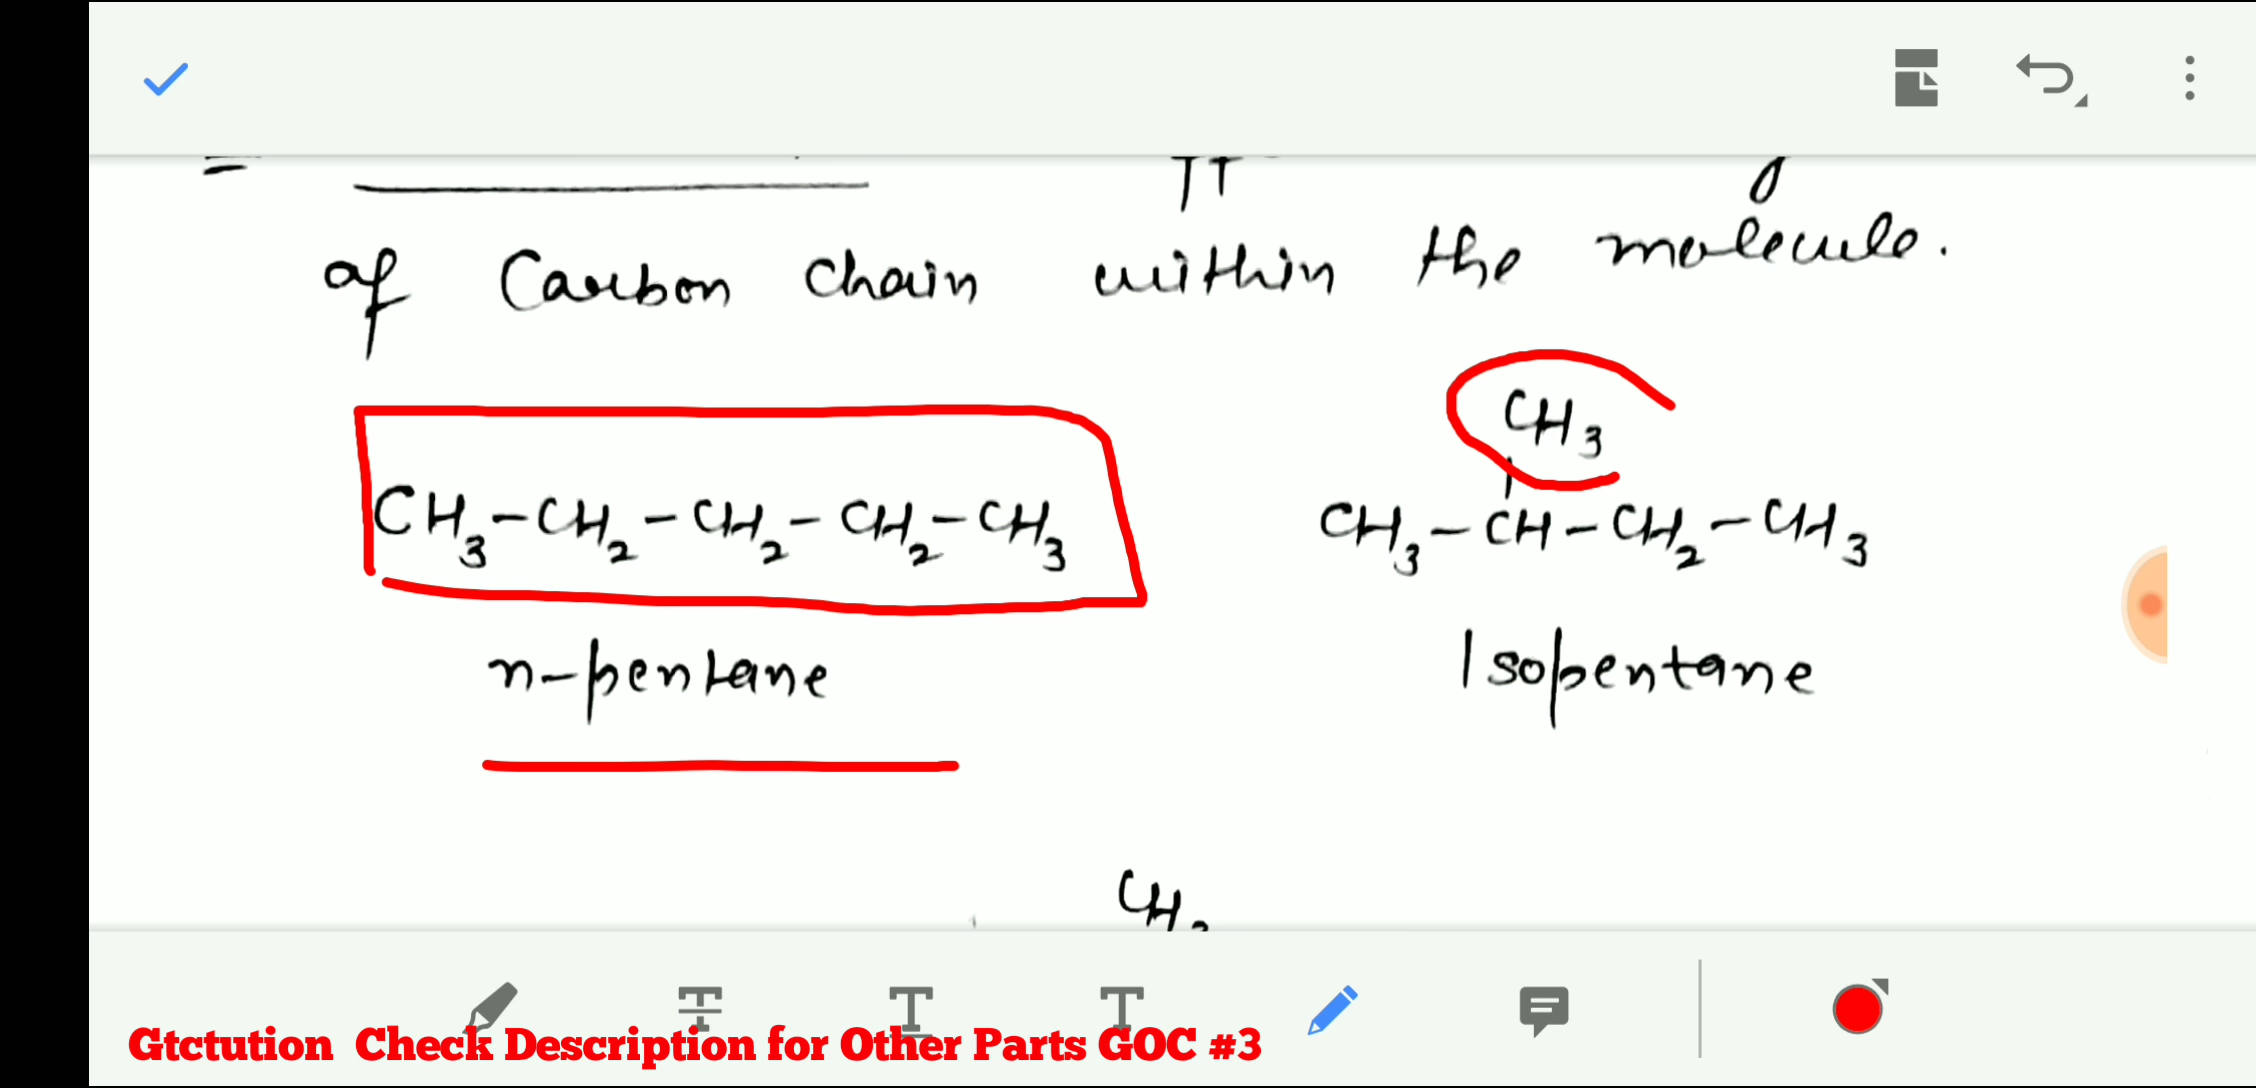 of Carbon chain within the molecule.
CH3
CH3-CH2-CH2-CH2-CH3
CH3-CH-CH2-CH3
n-pentane
Isopentane
CH3
Gtctution Check Description for Other Parts GOC #3